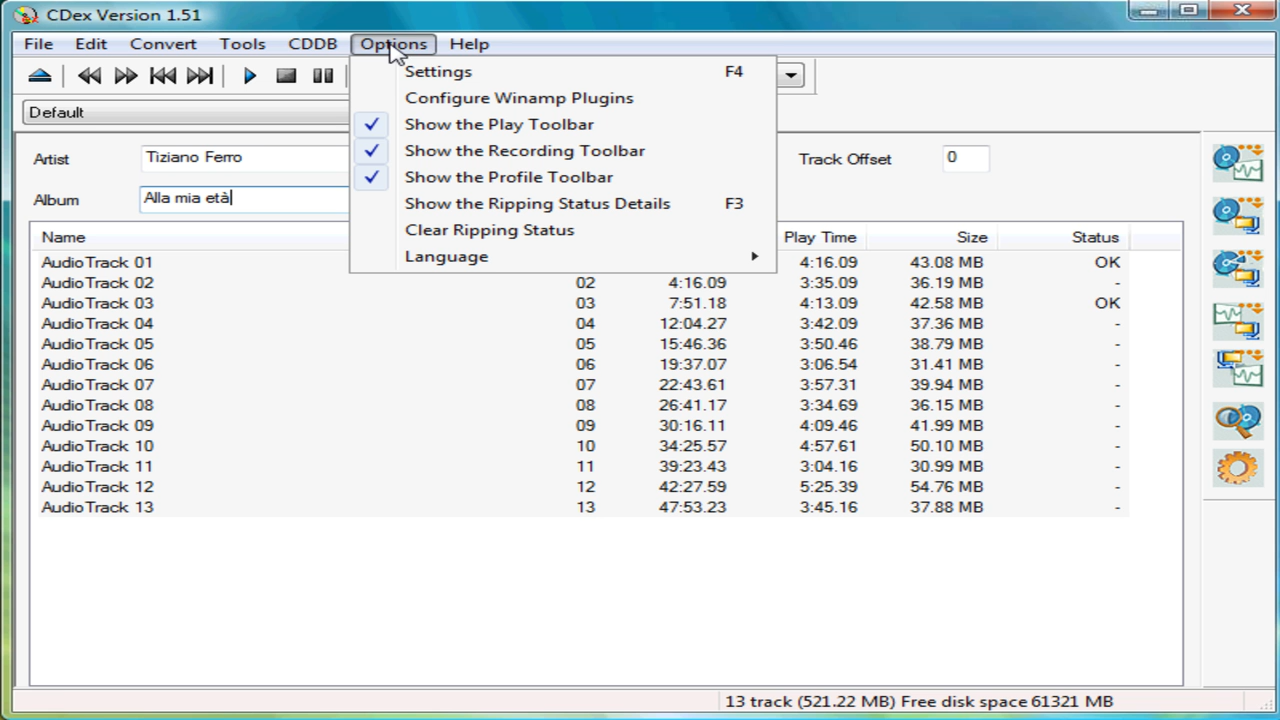 CDex Version 1.51
File Edit Convert Tools CDDB Options Help
Settings F4
Configure Winamp Plugins
Show the Play Toolbar
Show the Recording Toolbar
Show the Profile Toolbar
Show the Ripping Status Details F3
Clear Ripping Status
Language
Default
Artist Tiziano Ferro Track Offset 0
Album Alla mia età
Name Play Time Size Status
AudioTrack 01 4:16.09 43.08 MB OK
AudioTrack 02 02 4:16.09 3:35.09 36.19 MB -
AudioTrack 03 03 7:51.18 4:13.09 42.58 MB OK
AudioTrack 04 04 12:04.27 3:42.09 37.36 MB -
AudioTrack 05 05 15:46.36 3:50.46 38.79 MB -
AudioTrack 06 06 19:37.07 3:06.54 31.41 MB -
AudioTrack 07 07 22:43.61 3:57.31 39.94 MB -
AudioTrack 08 08 26:41.17 3:34.69 36.15 MB -
AudioTrack 09 09 30:16.11 4:09.46 41.99 MB -
AudioTrack 10 10 34:25.57 4:57.61 50.10 MB -
AudioTrack 11 11 39:23.43 3:04.16 30.99 MB -
AudioTrack 12 12 42:27.59 5:25.39 54.76 MB -
AudioTrack 13 13 47:53.23 3:45.16 37.88 MB -
13 track (521.22 MB) Free disk space 61321 MB